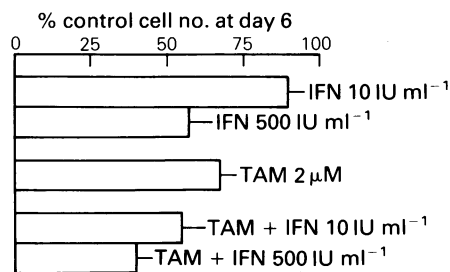 % control cell no. at day 6
0 25 50 75 100
IFN 10 IU ml⁻¹
IFN 500 IU ml⁻¹
TAM 2 μM
TAM + IFN 10 IU ml⁻¹
TAM + IFN 500 IU ml⁻¹